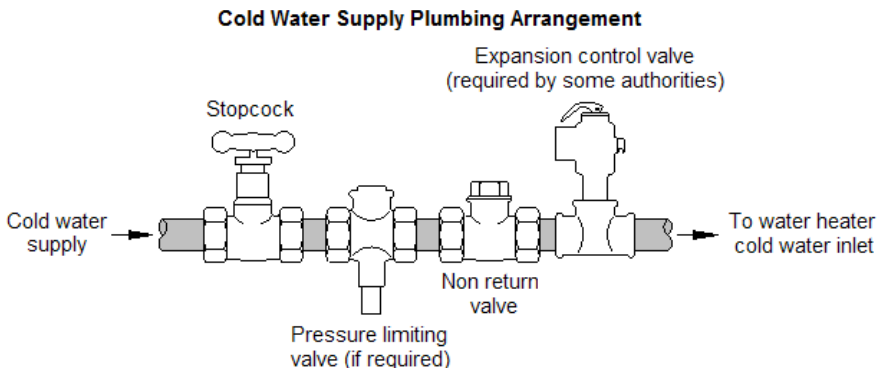 Cold Water Supply Plumbing Arrangement
Expansion control valve
(required by some authorities)
Stopcock
Cold water
supply
To water heater
cold water inlet
Non return
valve
Pressure limiting
valve (if required)